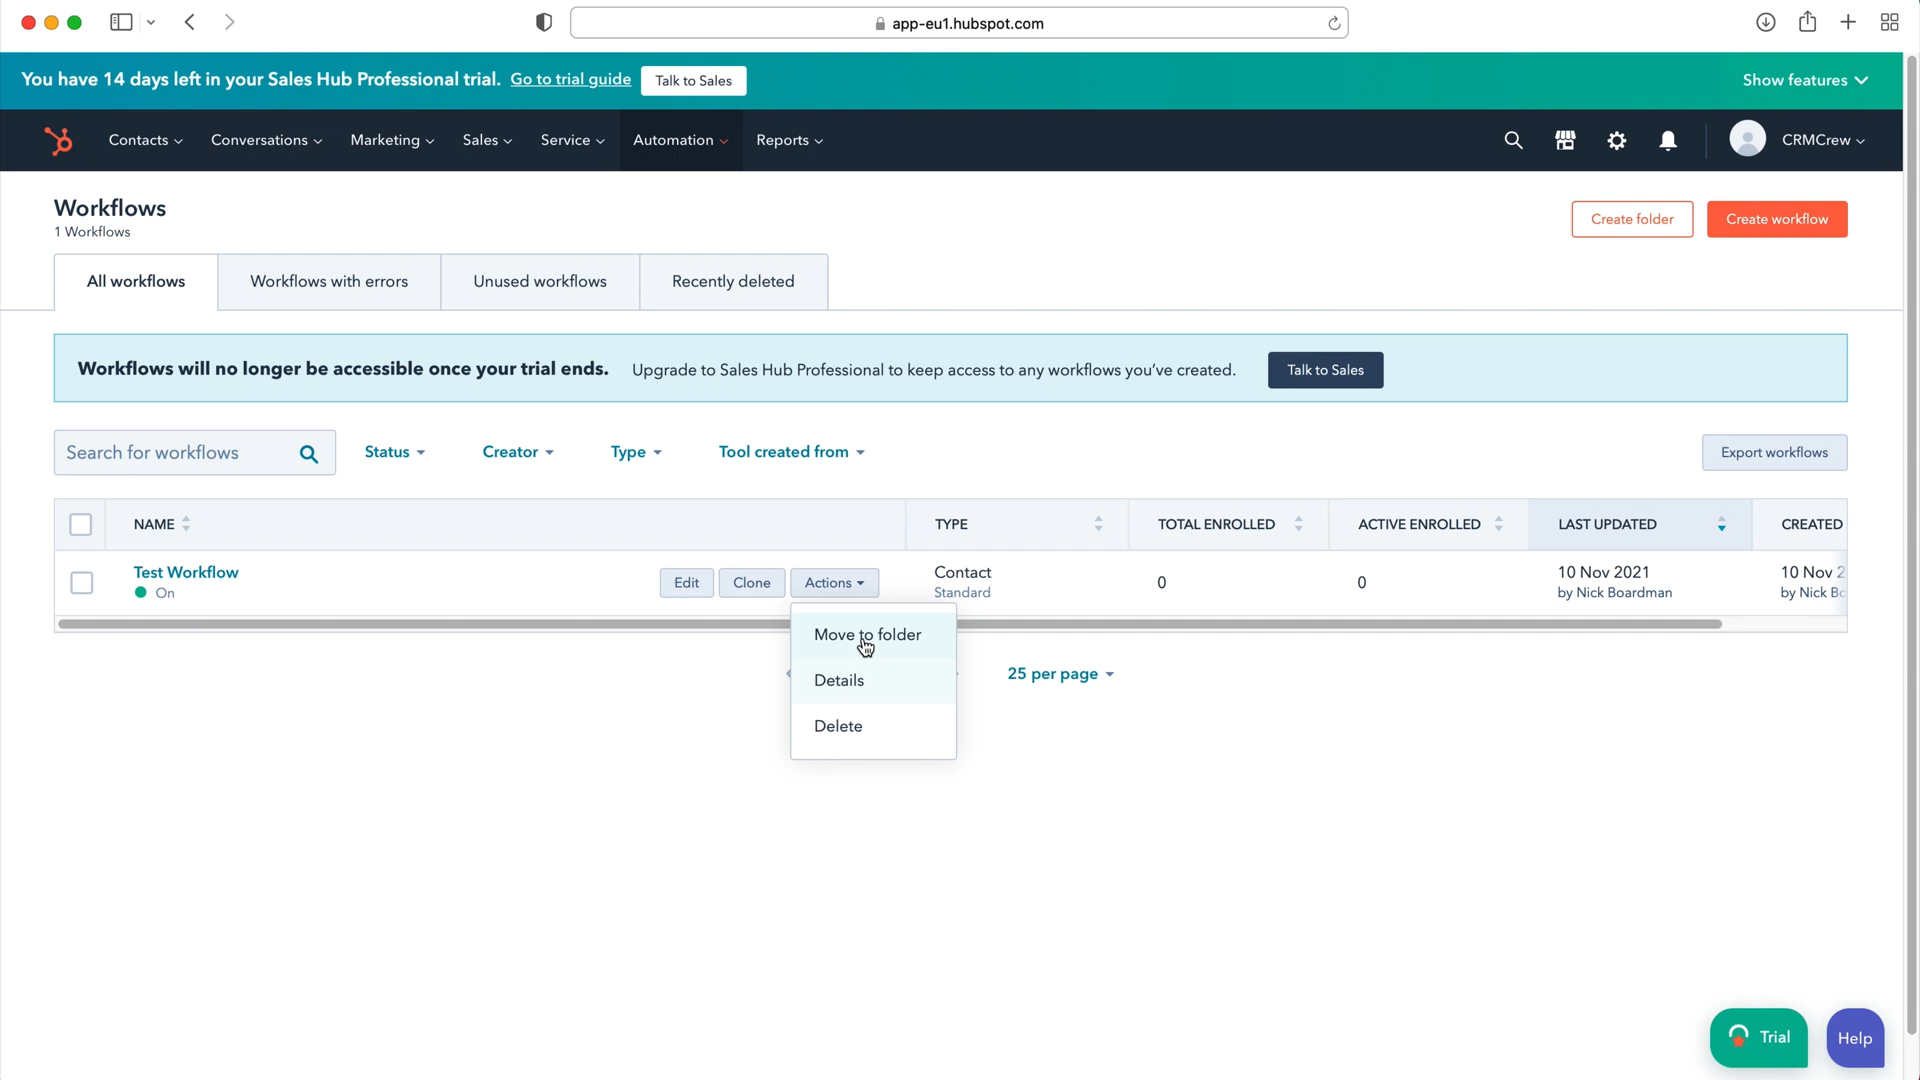 app-eu1.hubspot.com
You have 14 days left in your Sales Hub Professional trial. Go to trial guide Talk to Sales Show features
Contacts Conversations Marketing Sales Service Automation Reports CRMCrew
Workflows
1 Workflows
Create folder Create workflow
All workflows Workflows with errors Unused workflows Recently deleted
Workflows will no longer be accessible once your trial ends. Upgrade to Sales Hub Professional to keep access to any workflows you've created. Talk to Sales
Search for workflows Status Creator Type Tool created from Export workflows
NAME TYPE TOTAL ENROLLED ACTIVE ENROLLED LAST UPDATED CREATED
Test Workflow Edit Clone Actions Contact 0 0 10 Nov 2021 10 Nov 2
On Standard by Nick Boardman by Nick Bo
Move to folder
Details 25 per page
Delete
Trial Help